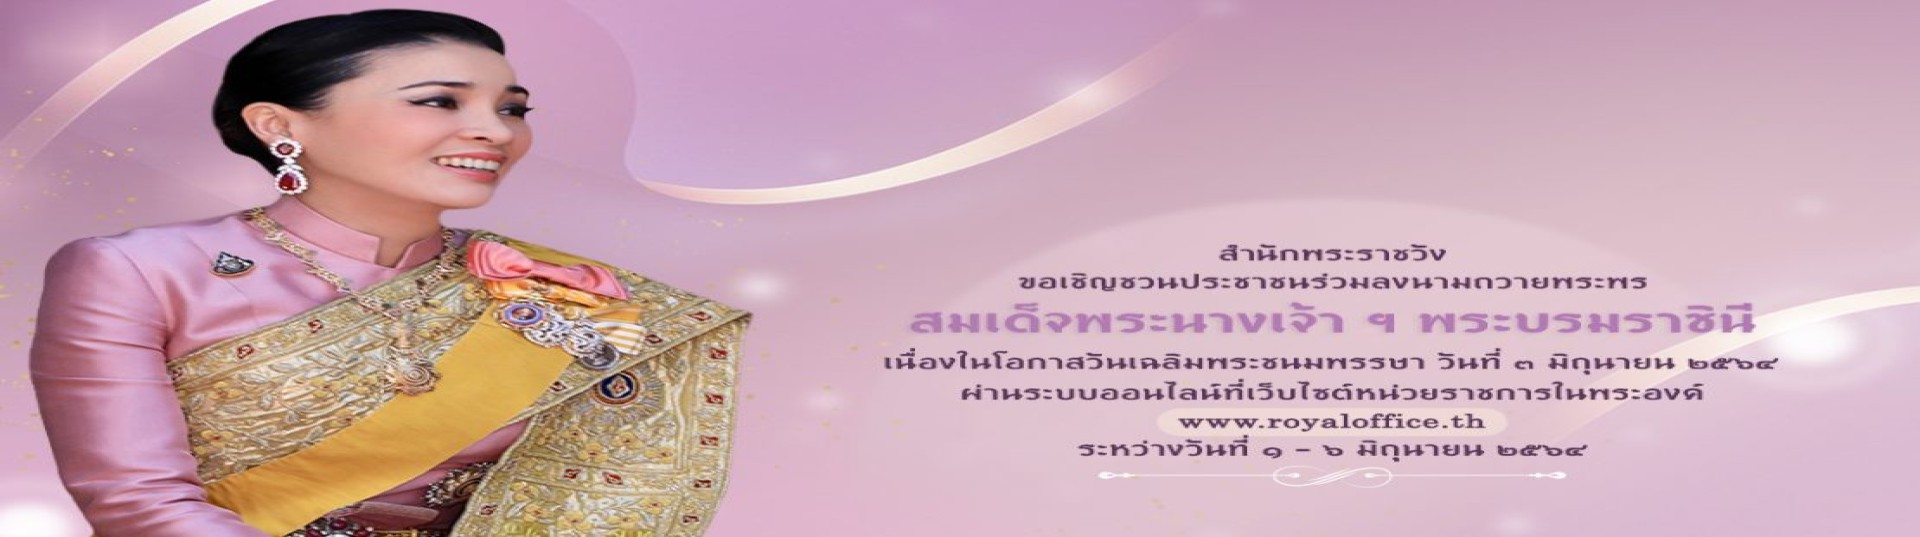 สำนักพระราชวัง
ขอเชิญชวนประชาชนร่วมลงนามถวายพระพร
สมเด็จพระนางเจ้า ฯ พระบรมราชินี
เนื่องในโอกาสวันเฉลิมพระชนมพรรษา วันที่ ๓ มิถุนายน ๒๕๖๔
ผ่านระบบออนไลน์ที่เว็บไซต์หน่วยราชการในพระองค์
www.royaloffice.th
ระหว่างวันที่ ๑ - ๖ มิถุนายน ๒๕๖๔